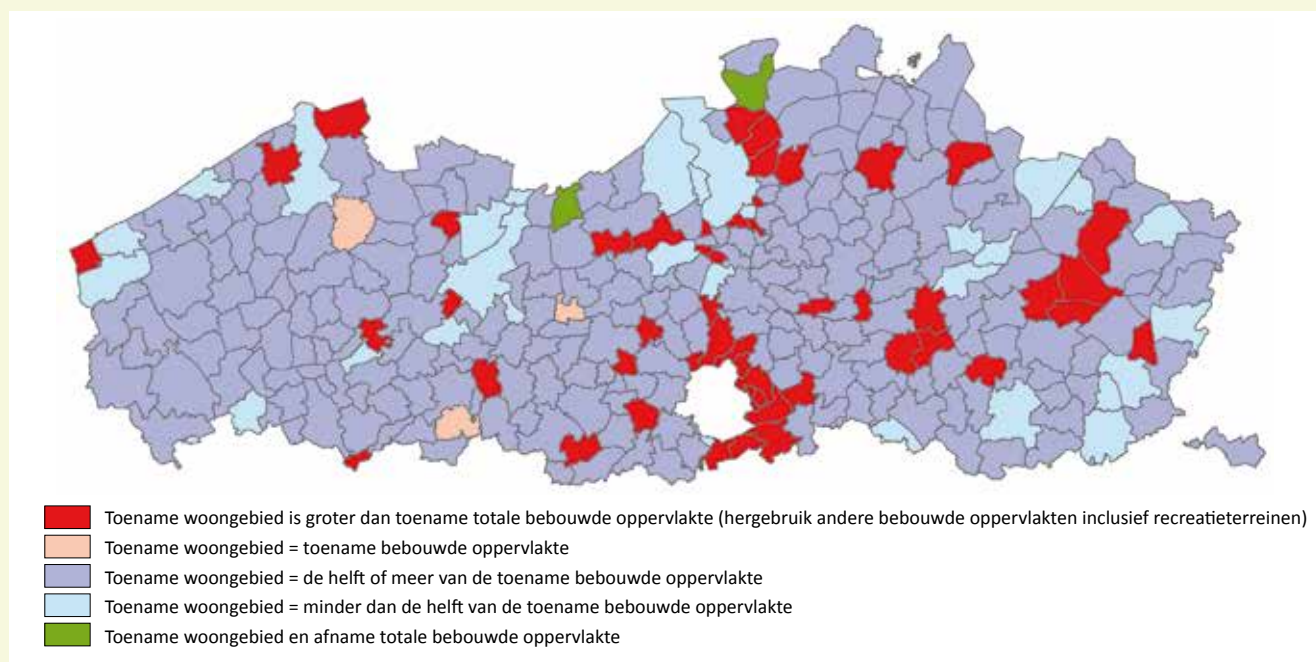 Toename woongebied is groter dan toename totale bebouwde oppervlakte (hergebruik andere bebouwde oppervlakten inclusief recreatieterreinen)
Toename woongebied = toename bebouwde oppervlakte
Toename woongebied = de helft of meer van de toename bebouwde oppervlakte
Toename woongebied = minder dan de helft van de toename bebouwde oppervlakte
Toename woongebied en afname totale bebouwde oppervlakte